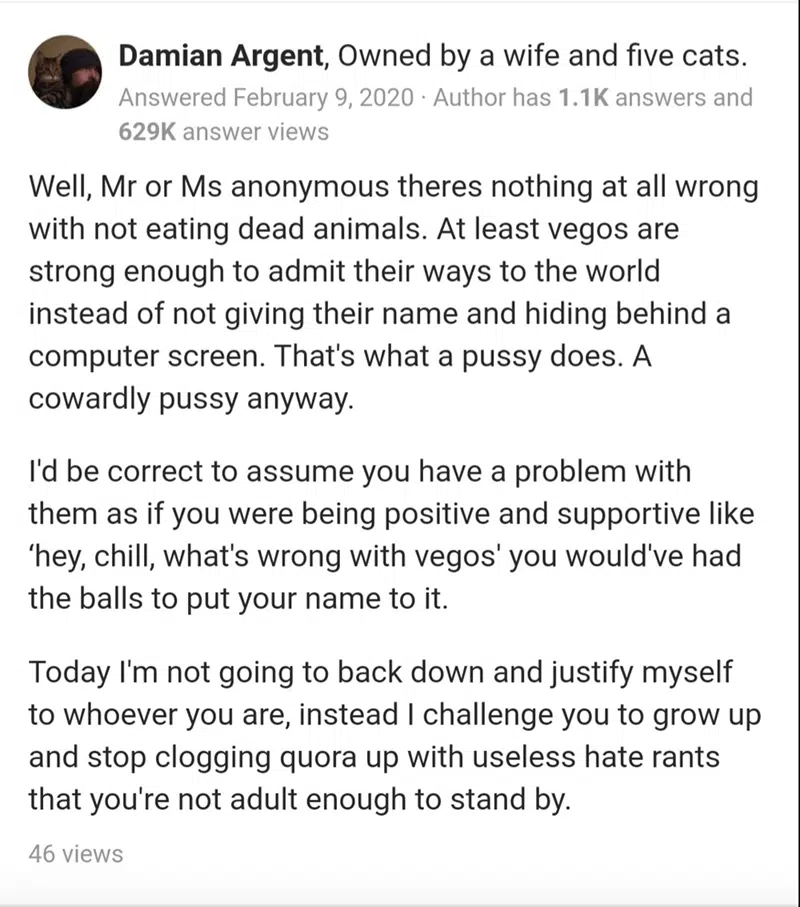 Damian Argent, Owned by a wife and five cats.
Answered February 9, 2020 · Author has 1.1K answers and
629K answer views
Well, Mr or Ms anonymous theres nothing at all wrong
with not eating dead animals. At least vegos are
strong enough to admit their ways to the world
instead of not giving their name and hiding behind a
computer screen. That's what a pussy does. A
cowardly pussy anyway.
I'd be correct to assume you have a problem with
them as if you were being positive and supportive like
‘hey, chill, what's wrong with vegos' you would've had
the balls to put your name to it.
Today I'm not going to back down and justify myself
to whoever you are, instead I challenge you to grow up
and stop clogging quora up with useless hate rants
that you're not adult enough to stand by.
46 views